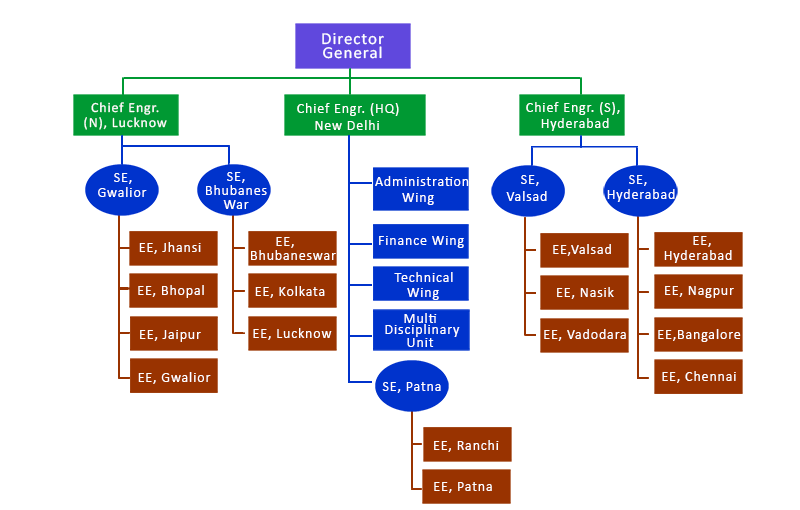 Director
General
Chief Engr.
(N), Lucknow
Chief Engr. (HQ)
New Delhi
Chief Engr. (S),
Hyderabad
SE,
Gwalior
SE,
Bhubanes
War
EE, Jhansi
EE, Bhopal
EE, Jaipur
EE, Gwalior
EE,
Bhubaneswar
EE, Kolkata
EE, Lucknow
Administration
Wing
Finance Wing
Technical
Wing
Multi
Disciplinary
Unit
SE, Patna
EE, Ranchi
EE, Patna
SE,
Valsad
SE,
Hyderabad
EE,Valsad
EE, Nasik
EE, Vadodara
EE,
Hyderabad
EE, Nagpur
EE,Bangalore
EE, Chennai